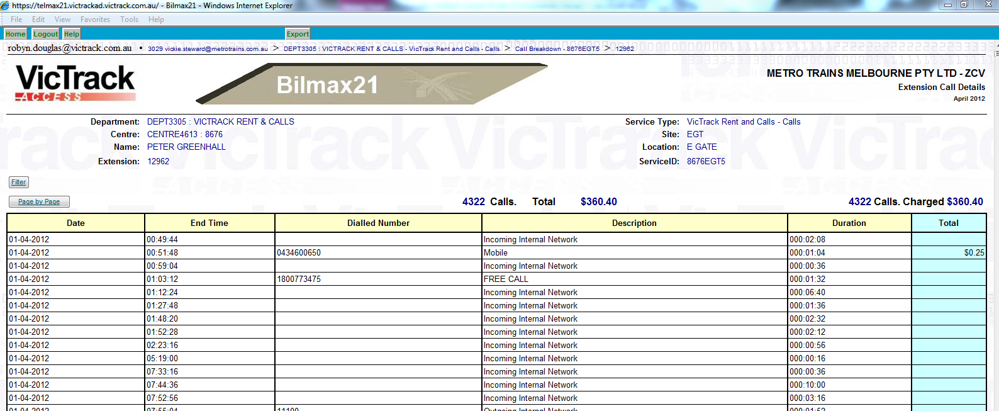 https://telmax21.victrackad.victrack.com.au/ - Bilmax21 - Windows Internet Explorer
File Edit View Favorites Tools Help
Home Logout Help Export
robyn.douglas@victrack.com.au • 3029 vickie.steward@metrotrains.com.au > DEPT3305 : VICTRACK RENT & CALLS - VicTrack Rent and Calls - Calls > Call Breakdown - 8676EGT5 > 12962
VicTrack
ACCESS
Bilmax21
METRO TRAINS MELBOURNE PTY LTD - ZCV
Extension Call Details
April 2012
Department: DEPT3305 : VICTRACK RENT & CALLS Service Type: VicTrack Rent and Calls - Calls
Centre: CENTRE4613 : 8676 Site: EGT
Name: PETER GREENHALL Location: E GATE
Extension: 12962 ServiceID: 8676EGT5
Filter
Page by Page 4322 Calls. Total $360.40 4322 Calls. Charged $360.40
Date End Time Dialled Number Description Duration Total
01-04-2012 00:49:44 Incoming Internal Network 000:02:08
01-04-2012 00:51:48 0434600650 Mobile 000:01:04 $0.25
01-04-2012 00:59:04 Incoming Internal Network 000:00:36
01-04-2012 01:03:12 1800773475 FREE CALL 000:01:32
01-04-2012 01:12:24 Incoming Internal Network 000:06:40
01-04-2012 01:27:48 Incoming Internal Network 000:01:36
01-04-2012 01:48:20 Incoming Internal Network 000:02:32
01-04-2012 01:52:28 Incoming Internal Network 000:02:12
01-04-2012 02:23:16 Incoming Internal Network 000:00:56
01-04-2012 05:19:00 Incoming Internal Network 000:00:16
01-04-2012 07:33:16 Incoming Internal Network 000:00:36
01-04-2012 07:44:36 Incoming Internal Network 000:10:00
01-04-2012 07:52:56 Incoming Internal Network 000:03:16
01-04-2012 07:55:04 11100 Outgoing Internal Network 000:01:52